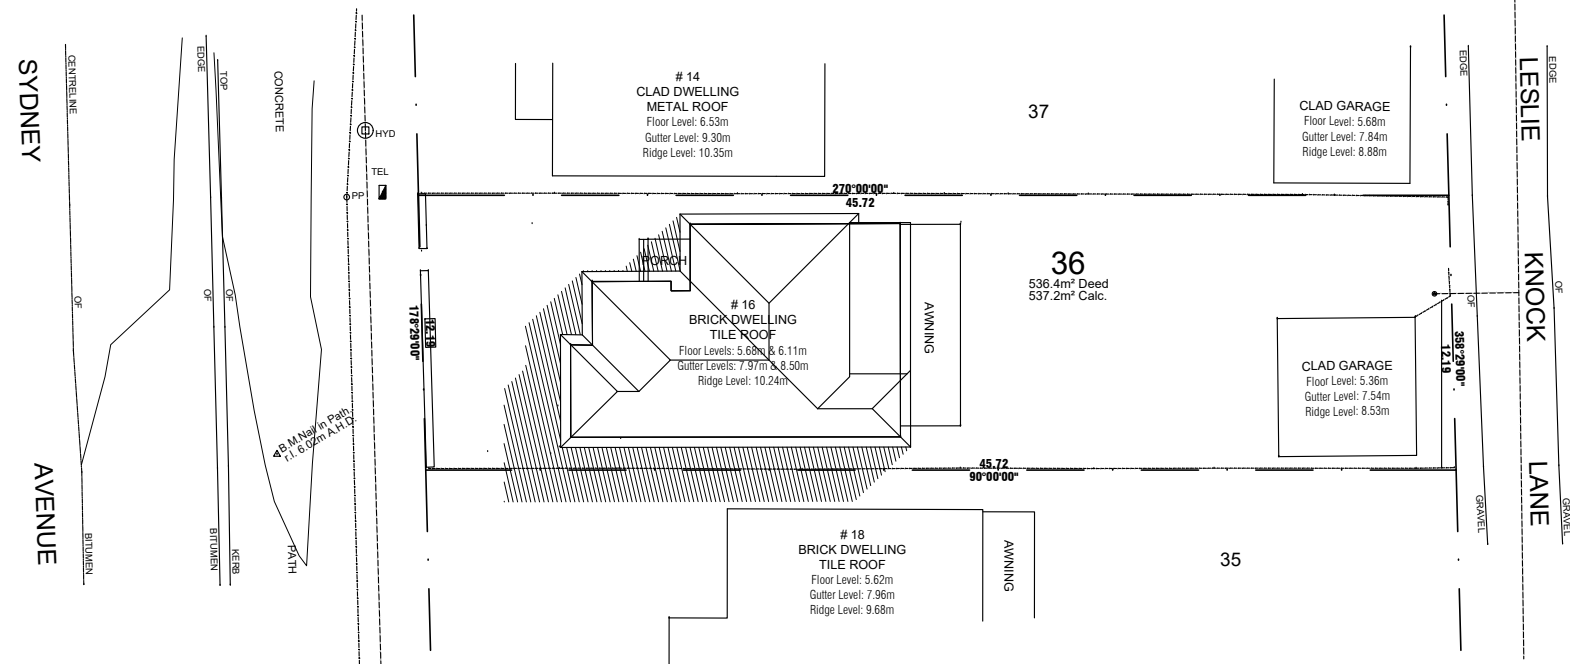 SYDNEY
AVENUE
CENTRELINE
OF
BITUMEN
EDGE
OF
BITUMEN
TOP
OF
KERB
CONCRETE
PATH
HYD
TEL
PP
B.M.Nail in Path.
r.l. 6.02m A.H.D.
# 14
CLAD DWELLING
METAL ROOF
Floor Level: 6.53m
Gutter Level: 9.30m
Ridge Level: 10.35m
37
CLAD GARAGE
Floor Level: 5.68m
Gutter Level: 7.84m
Ridge Level: 8.88m
270°00'00"
45.72
178°29'00"
12.19
PORCH
# 16
BRICK DWELLING
TILE ROOF
Floor Levels: 5.68m & 6.11m
Gutter Levels: 7.97m & 8.50m
Ridge Level: 10.24m
AWNING
36
536.4m² Deed
537.2m² Calc.
CLAD GARAGE
Floor Level: 5.36m
Gutter Level: 7.54m
Ridge Level: 8.53m
358°29'00"
12.19
45.72
90°00'00"
# 18
BRICK DWELLING
TILE ROOF
Floor Level: 5.62m
Gutter Level: 7.96m
Ridge Level: 9.68m
AWNING
35
EDGE
OF
GRAVEL
LESLIE
KNOCK
LANE
EDGE
OF
GRAVEL